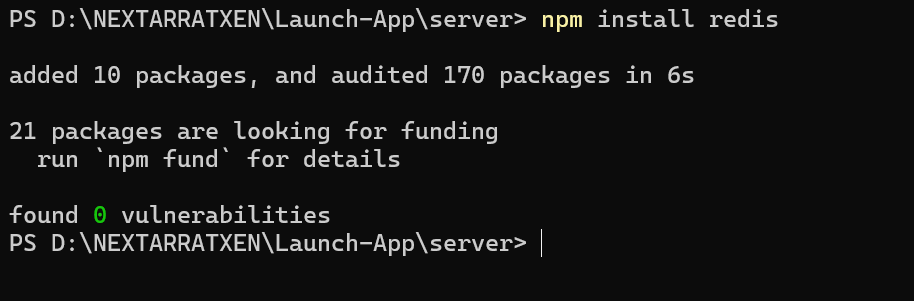 PS D:\NEXTARRATXEN\Launch-App\server> npm install redis
added 10 packages, and audited 170 packages in 6s
21 packages are looking for funding
  run `npm fund` for details
found 0 vulnerabilities
PS D:\NEXTARRATXEN\Launch-App\server>